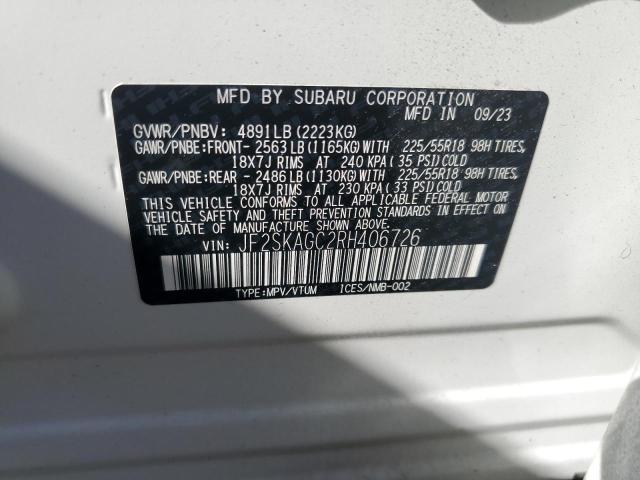 MFD BY SUBARU CORPORATION
MFD IN 09/23
GVWR/PNBV: 4891LB (2223KG)
GAWR/PNBE:FRONT- 2563LB (1165KG)WITH 225/55R18 98H TIRES,
18X7J RIMS AT 240 KPA(35 PSI)COLD
GAWR/PNBE:REAR - 2486LB (1130KG)WITH 225/55R18 98H TIRES,
18X7J RIMS AT 230 KPA(33 PSI)COLD
THIS VEHICLE CONFORMS TO ALL APPLICABLE FEDERAL MOTOR
VEHICLE SAFETY AND THEFT PREVENTION STANDARDS IN EFFECT ON
THE DATE OF MANUFACTURE SHOWN ABOVE.
VIN: JF2SKAGC2RH406726
TYPE:MPV/VTUM ICES/NMB-002